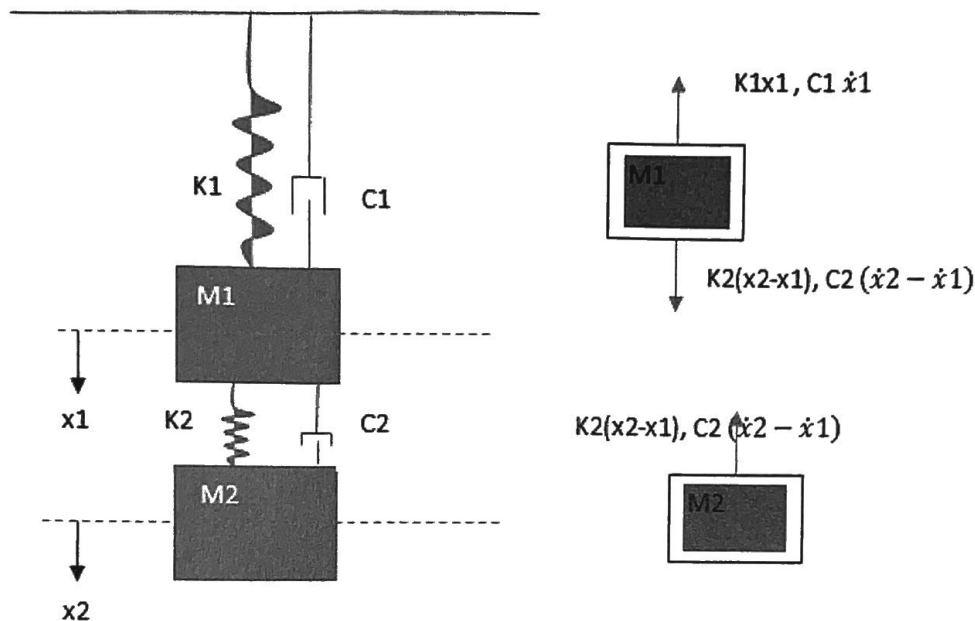 K1x1 , C1 ẋ1
M1
K1
C1
K2(x2-x1), C2 (ẋ2 − ẋ1)
M1
x1
K2
C2
K2(x2-x1), C2 (ẋ2 − ẋ1)
M2
M2
x2